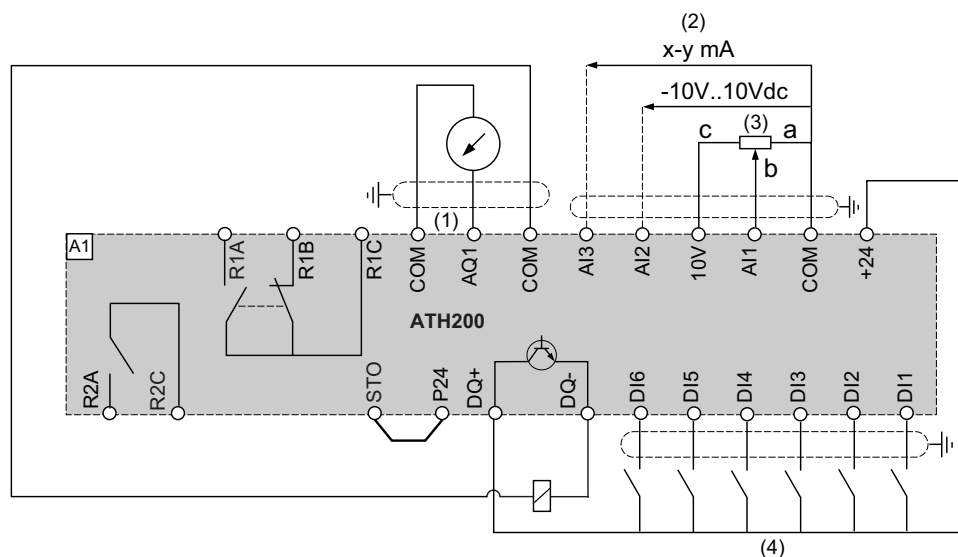 (2)
x-y mA
-10V..10Vdc
c
(3)
a
b
(1)
A1
R1A
R1B
R1C
COM
AQ1
COM
AI3
AI2
10V
AI1
COM
+24
ATH200
R2A
R2C
STO
P24
DQ+
DQ-
DI6
DI5
DI4
DI3
DI2
DI1
(4)